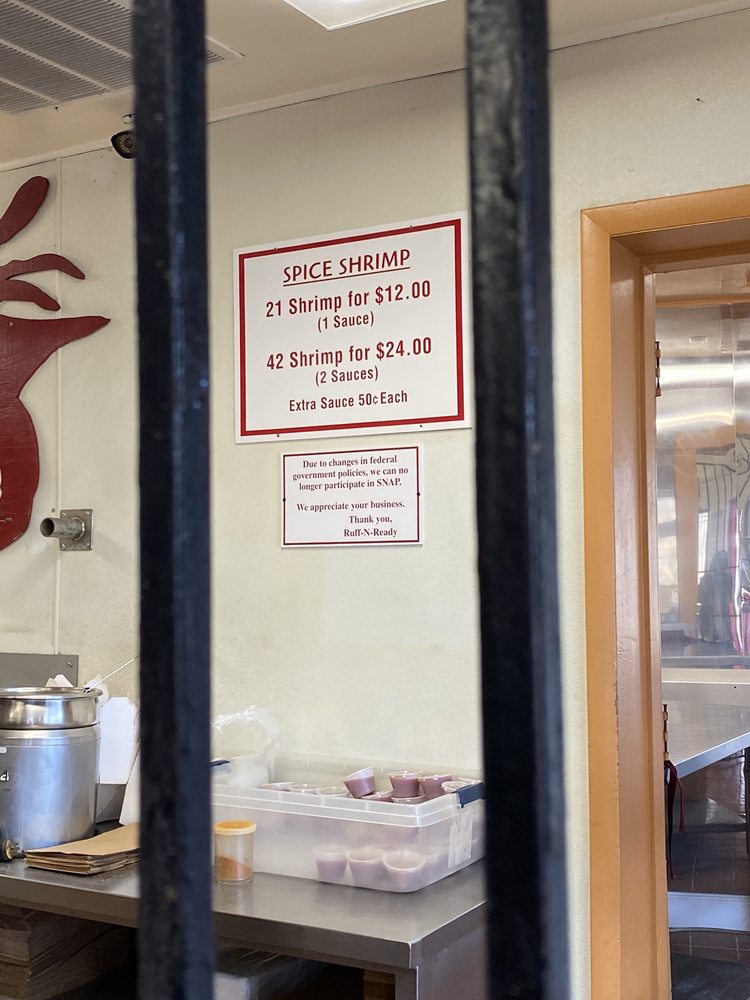 SPICE SHRIMP
21 Shrimp for $12.00
(1 Sauce)
42 Shrimp for $24.00
(2 Sauces)
Extra Sauce 50¢ Each
Due to changes in federal
government policies, we can no
longer participate in SNAP.
We appreciate your business.
Thank you,
Ruff-N-Ready